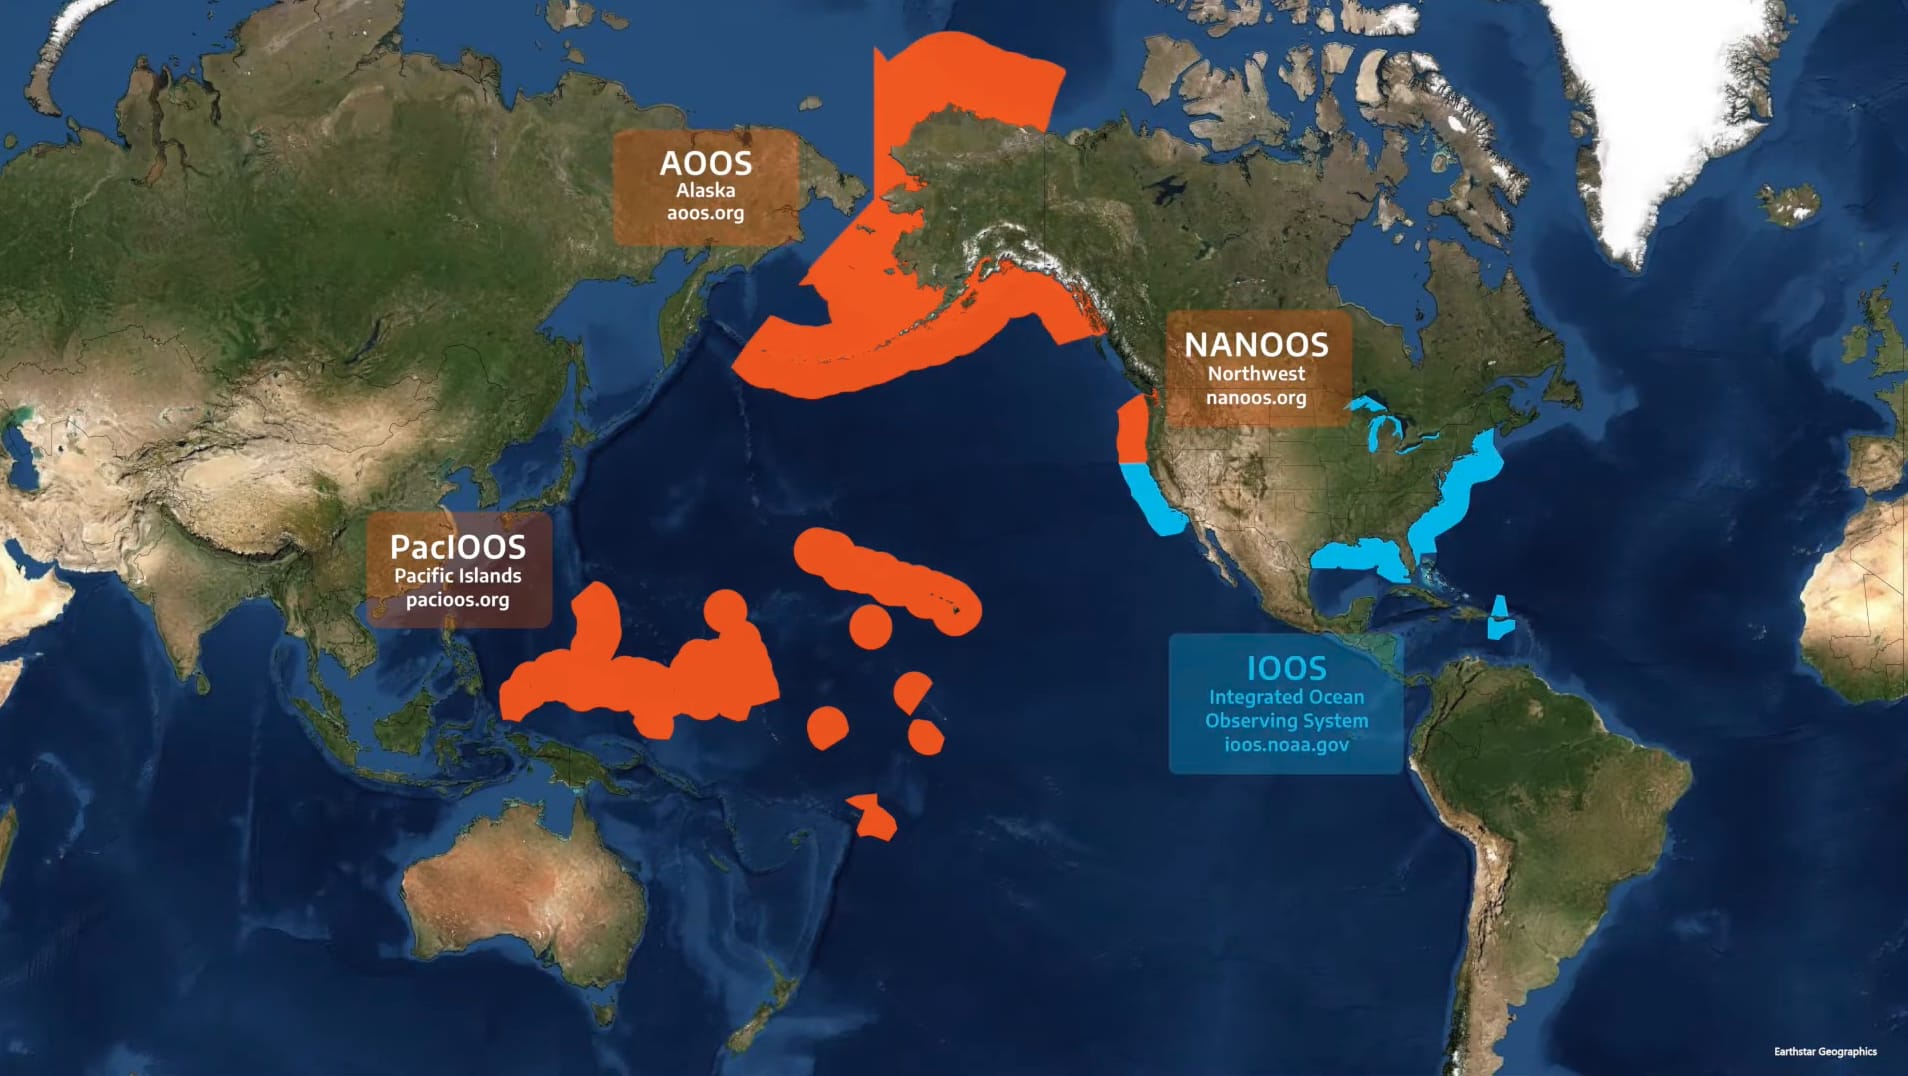 AOOS
Alaska
aoos.org
NANOOS
Northwest
nanoos.org
PacIOOS
Pacific Islands
pacioos.org
IOOS
Integrated Ocean
Observing System
ioos.noaa.gov
Earthstar Geographics